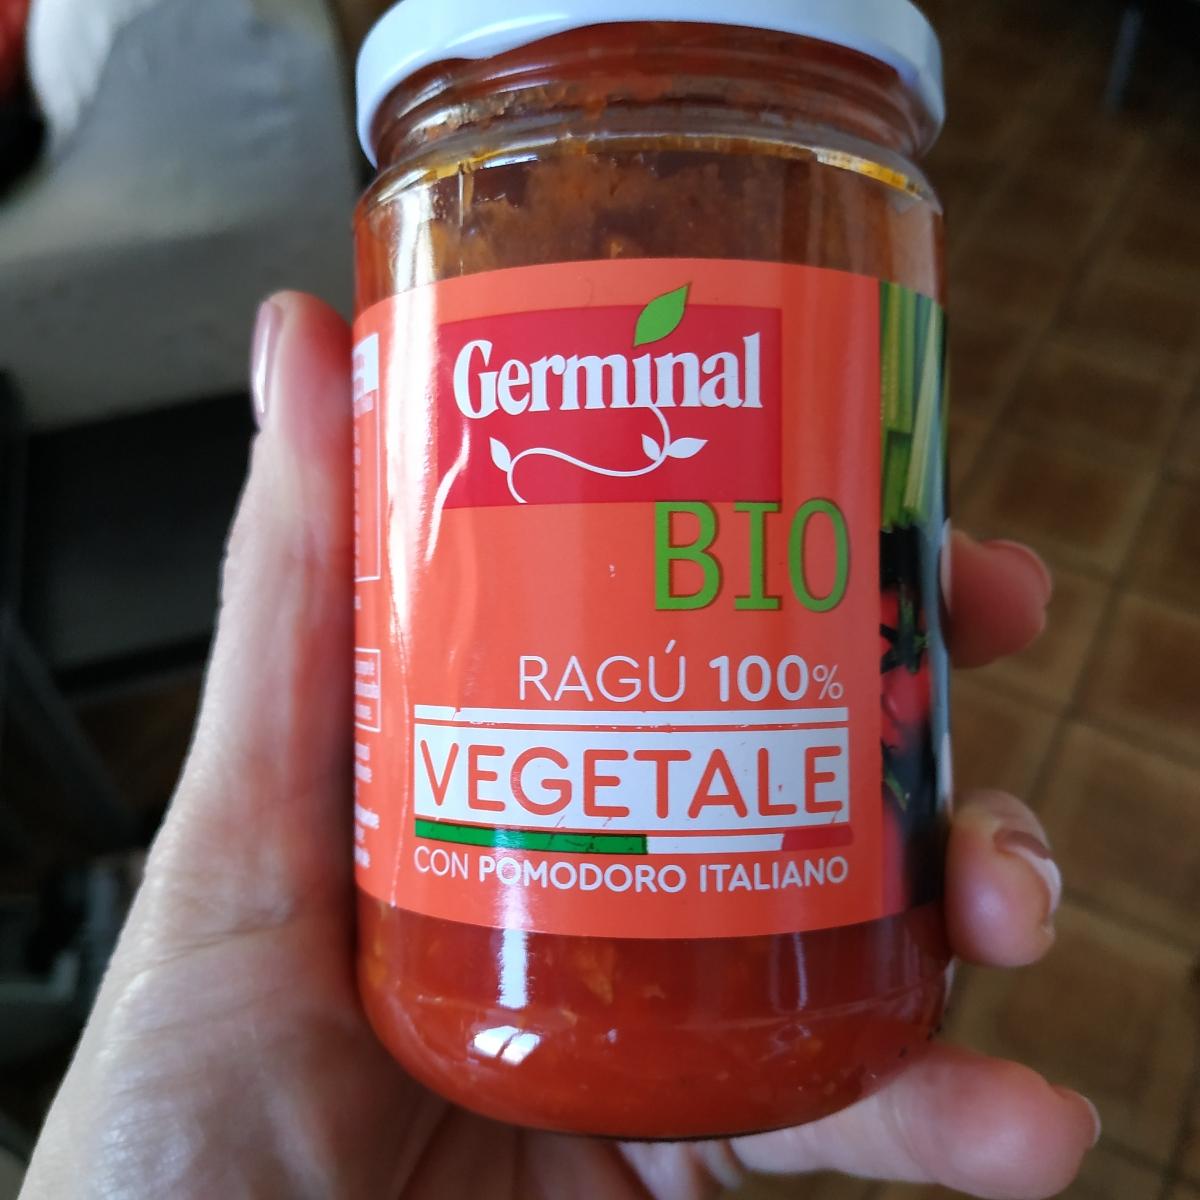 Germinal
BIO
RAGÚ 100%
VEGETALE
CON POMODORO ITALIANO